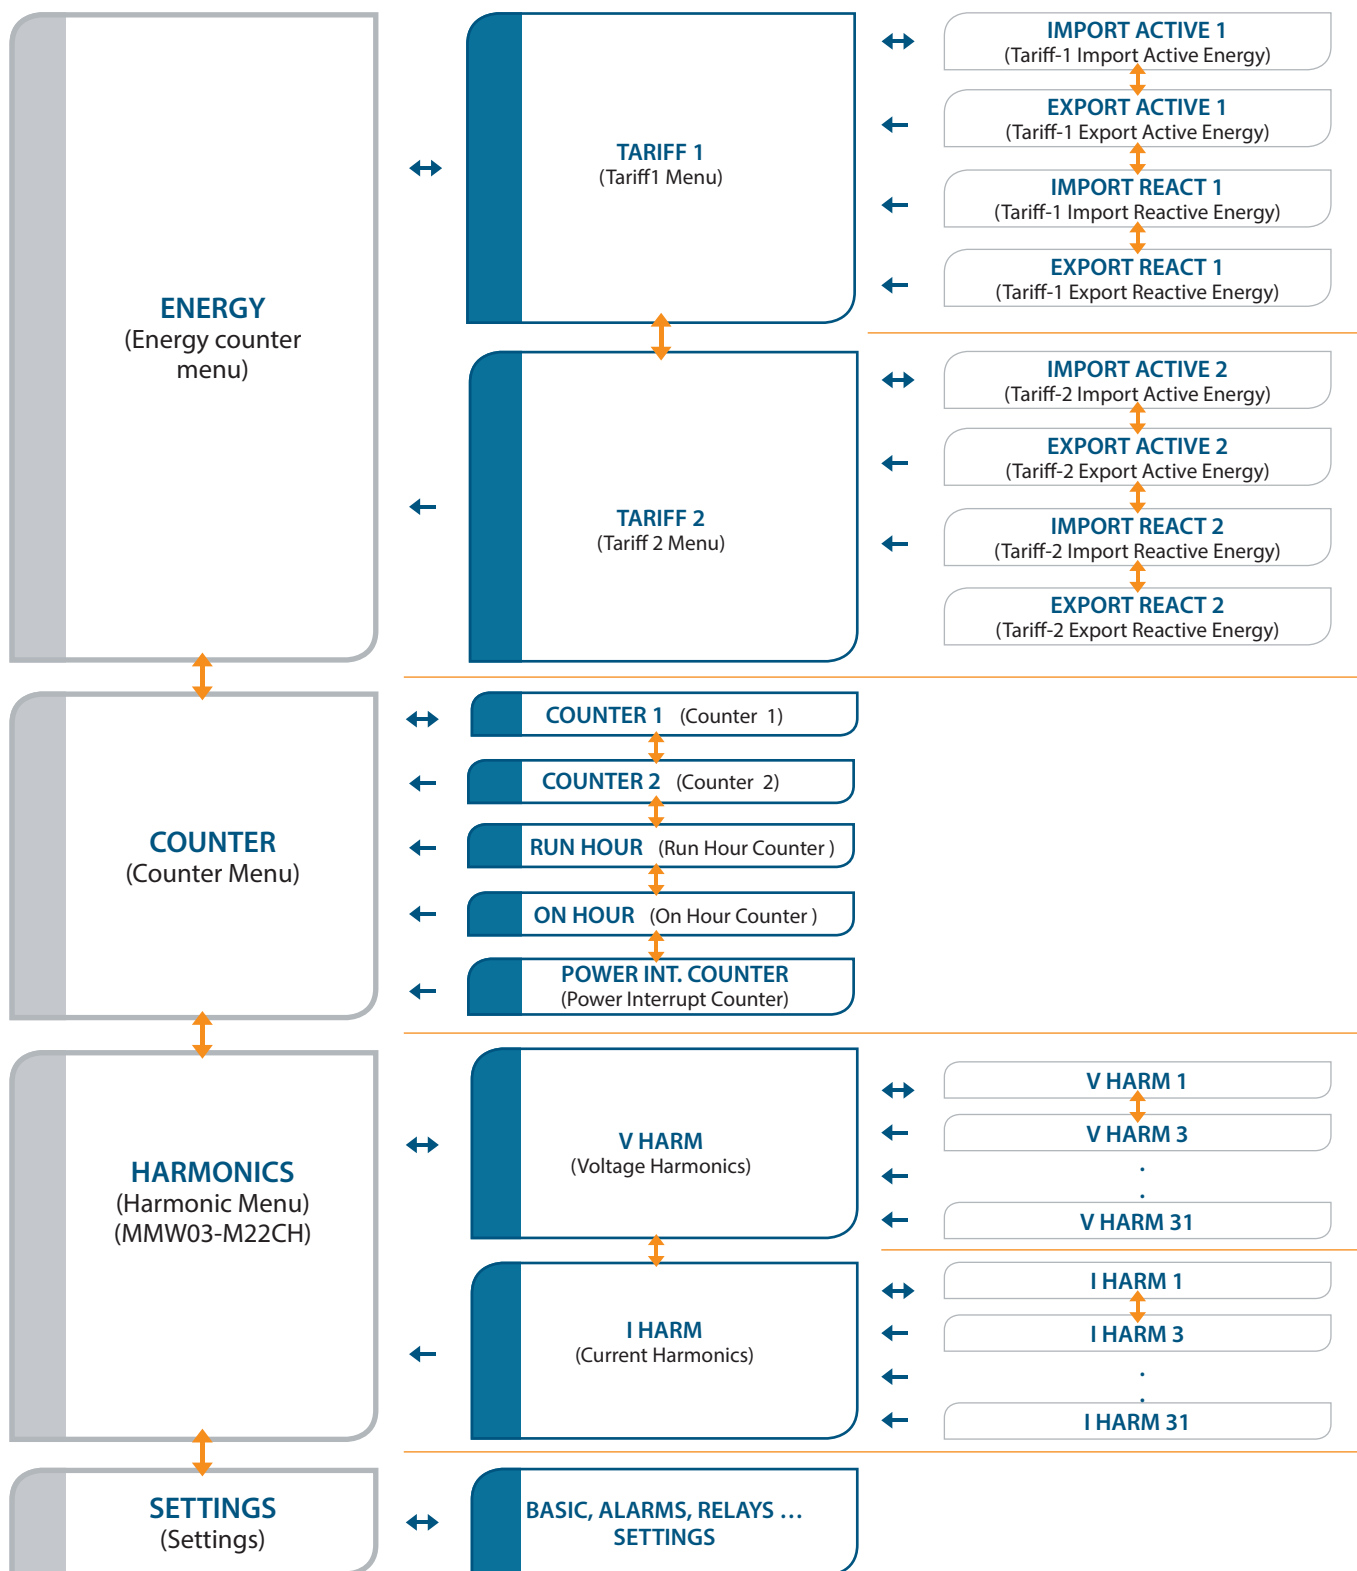 ENERGY
(Energy counter
menu)
TARIFF 1
(Tariff1 Menu)
IMPORT ACTIVE 1
(Tariff-1 Import Active Energy)
EXPORT ACTIVE 1
(Tariff-1 Export Active Energy)
IMPORT REACT 1
(Tariff-1 Import Reactive Energy)
EXPORT REACT 1
(Tariff-1 Export Reactive Energy)
TARIFF 2
(Tariff 2 Menu)
IMPORT ACTIVE 2
(Tariff-2 Import Active Energy)
EXPORT ACTIVE 2
(Tariff-2 Export Active Energy)
IMPORT REACT 2
(Tariff-2 Import Reactive Energy)
EXPORT REACT 2
(Tariff-2 Export Reactive Energy)
COUNTER
(Counter Menu)
COUNTER 1 (Counter 1)
COUNTER 2 (Counter 2)
RUN HOUR (Run Hour Counter )
ON HOUR (On Hour Counter )
POWER INT. COUNTER
(Power Interrupt Counter)
HARMONICS
(Harmonic Menu)
(MMW03-M22CH)
V HARM
(Voltage Harmonics)
V HARM 1
V HARM 3
.
.
V HARM 31
I HARM
(Current Harmonics)
I HARM 1
I HARM 3
.
.
I HARM 31
SETTINGS
(Settings)
BASIC, ALARMS, RELAYS …
SETTINGS